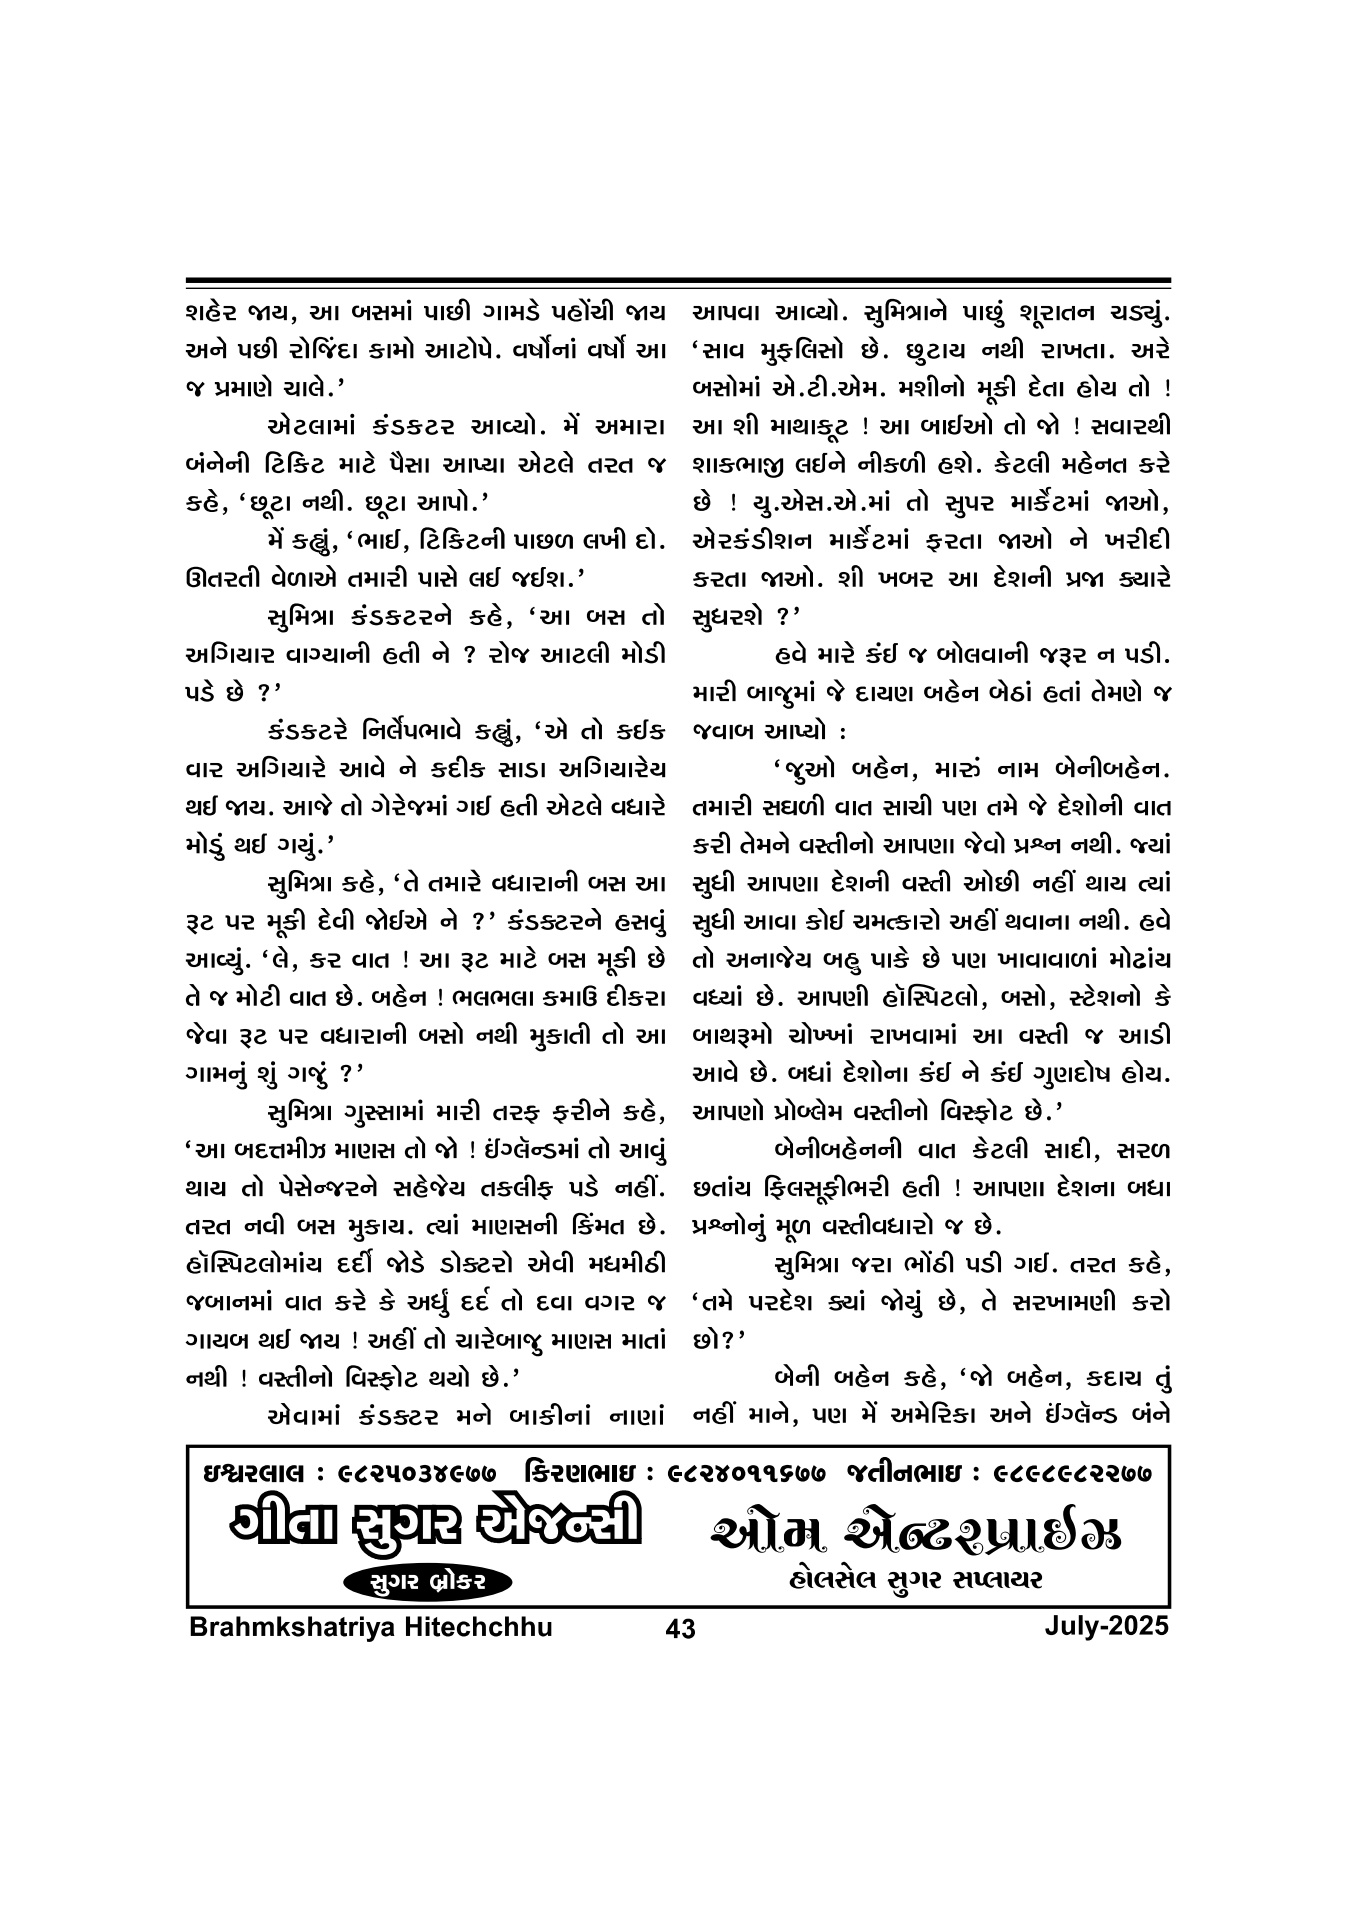 શહેર જાય, આ બસમાં પાછી ગામડે પહોંચી જાય
અને પછી રોજિંદા કામો આટોપે. વર્ષોનાં વર્ષો આ
જ પ્રમાણે ચાલે.’
એટલામાં કંડકટર આવ્યો. મેં અમારા
બંનેની ટિકિટ માટે પૈસા આપ્યા એટલે તરત જ
કહે, ‘છૂટા નથી. છૂટા આપો.’
મેં કહ્યું, ‘ભાઈ, ટિકિટની પાછળ લખી દો.
ઊતરતી વેળાએ તમારી પાસે લઈ જઈશ.’
સુમિત્રા કંડકટરને કહે, ‘આ બસ તો
અગિયાર વાગ્યાની હતી ને ? રોજ આટલી મોડી
પડે છે ?’
કંડકટરે નિર્લેપભાવે કહ્યું, ‘એ તો કઈક
વાર અગિયારે આવે ને કદીક સાડા અગિયારેય
થઈ જાય. આજે તો ગેરેજમાં ગઈ હતી એટલે વધારે
મોડું થઈ ગયું.’
સુમિત્રા કહે, ‘તે તમારે વધારાની બસ આ
રૂટ પર મૂકી દેવી જોઈએ ને ?’ કંડક્ટરને હસવું
આવ્યું. ‘લે, કર વાત ! આ રૂટ માટે બસ મૂકી છે
તે જ મોટી વાત છે. બહેન ! ભલભલા કમાઉ દીકરા
જેવા રૂટ પર વધારાની બસો નથી મુકાતી તો આ
ગામનું શું ગજું ?’
સુમિત્રા ગુસ્સામાં મારી તરફ ફરીને કહે,
‘આ બદત્તમીઝ માણસ તો જો ! ઈંગ્લૅન્ડમાં તો આવું
થાય તો પેસેન્જરને સહેજેય તકલીફ પડે નહીં.
તરત નવી બસ મુકાય. ત્યાં માણસની કિંમત છે.
હૉસ્પિટલોમાંય દર્દી જોડે ડોક્ટરો એવી મધમીઠી
જબાનમાં વાત કરે કે અર્ધું દર્દ તો દવા વગર જ
ગાયબ થઈ જાય ! અહીં તો ચારેબાજુ માણસ માતાં
નથી ! વસ્તીનો વિસ્ફોટ થયો છે.’
એવામાં કંડક્ટર મને બાકીનાં નાણાં
આપવા આવ્યો. સુમિત્રાને પાછું શૂરાતન ચડ્યું.
‘સાવ મુફલિસો છે. છુટાય નથી રાખતા. અરે
બસોમાં એ.ટી.એમ. મશીનો મૂકી દેતા હોય તો !
આ શી માથાકૂટ ! આ બાઈઓ તો જો ! સવારથી
શાકભાજી લઈને નીકળી હશે. કેટલી મહેનત કરે
છે ! યુ.એસ.એ.માં તો સુપર માર્કેટમાં જાઓ,
એરકંડીશન માર્કેટમાં ફરતા જાઓ ને ખરીદી
કરતા જાઓ. શી ખબર આ દેશની પ્રજા ક્યારે
સુધરશે ?’
હવે મારે કંઈ જ બોલવાની જરૂર ન પડી.
મારી બાજુમાં જે દાયણ બહેન બેઠાં હતાં તેમણે જ
જવાબ આપ્યો :
‘જુઓ બહેન, મારું નામ બેનીબહેન.
તમારી સઘળી વાત સાચી પણ તમે જે દેશોની વાત
કરી તેમને વસ્તીનો આપણા જેવો પ્રશ્ન નથી. જ્યાં
સુધી આપણા દેશની વસ્તી ઓછી નહીં થાય ત્યાં
સુધી આવા કોઈ ચમત્કારો અહીં થવાના નથી. હવે
તો અનાજેય બહુ પાકે છે પણ ખાવાવાળાં મોઢાંય
વધ્યાં છે. આપણી હૉસ્પિટલો, બસો, સ્ટેશનો કે
બાથરૂમો ચોખ્ખાં રાખવામાં આ વસ્તી જ આડી
આવે છે. બધાં દેશોના કંઈ ને કંઈ ગુણદોષ હોય.
આપણો પ્રોબ્લેમ વસ્તીનો વિસ્ફોટ છે.’
બેનીબહેનની વાત કેટલી સાદી, સરળ
છતાંય ફિલસૂફીભરી હતી ! આપણા દેશના બધા
પ્રશ્નોનું મૂળ વસ્તીવધારો જ છે.
સુમિત્રા જરા ભોંઠી પડી ગઈ. તરત કહે,
‘તમે પરદેશ ક્યાં જોયું છે, તે સરખામણી કરો
છો?’
બેની બહેન કહે, ‘જો બહેન, કદાચ તું
નહીં માને, પણ મેં અમેરિકા અને ઈંગ્લૅન્ડ બંને
ઇશ્વરલાલ : ૯૮૨૫૦૩૪૯૭૭ કિરણભાઇ : ૯૮૨૪૦૧૧૬૭૭ જતીનભાઇ : ૯૮૯૮૯૮૨૨૭૭
ગીતા સુગર એજન્સી
સુગર બ્રોકર
ઓમ એન્ટરપ્રાઇઝ
હોલસેલ સુગર સપ્લાયર
Brahmkshatriya Hitechchhu 43 July-2025